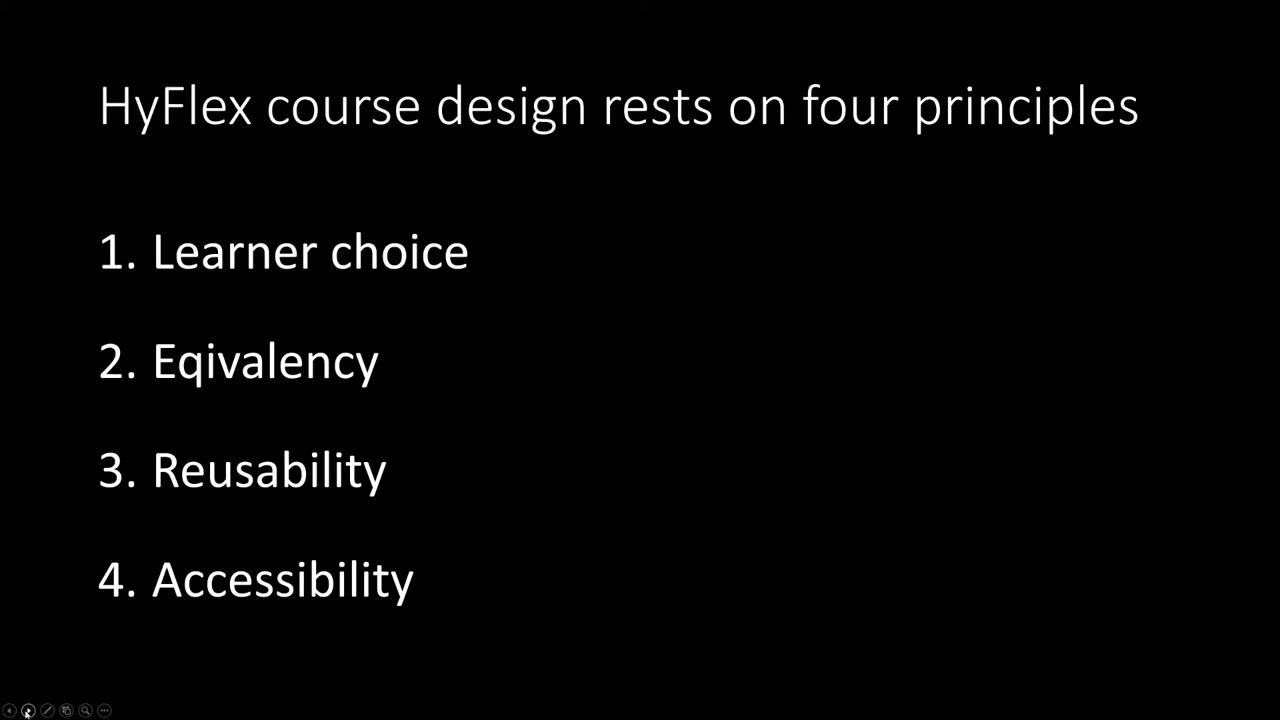 HyFlex course design rests on four principles
1. Learner choice
2. Eqivalency
3. Reusability
4. Accessibility